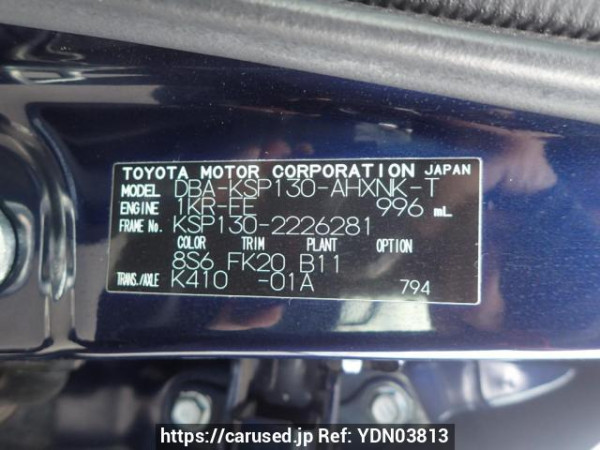 TOYOTA MOTOR CORPORATION JAPAN
MODEL DBA-KSP130-AHXNK-T
ENGINE 1KR-FE 996 mL
FRAME No. KSP130-2226281
COLOR TRIM PLANT OPTION
8S6 FK20 B11
TRANS./AXLE K410 -01A 794
https://carused.jp Ref: YDN03813